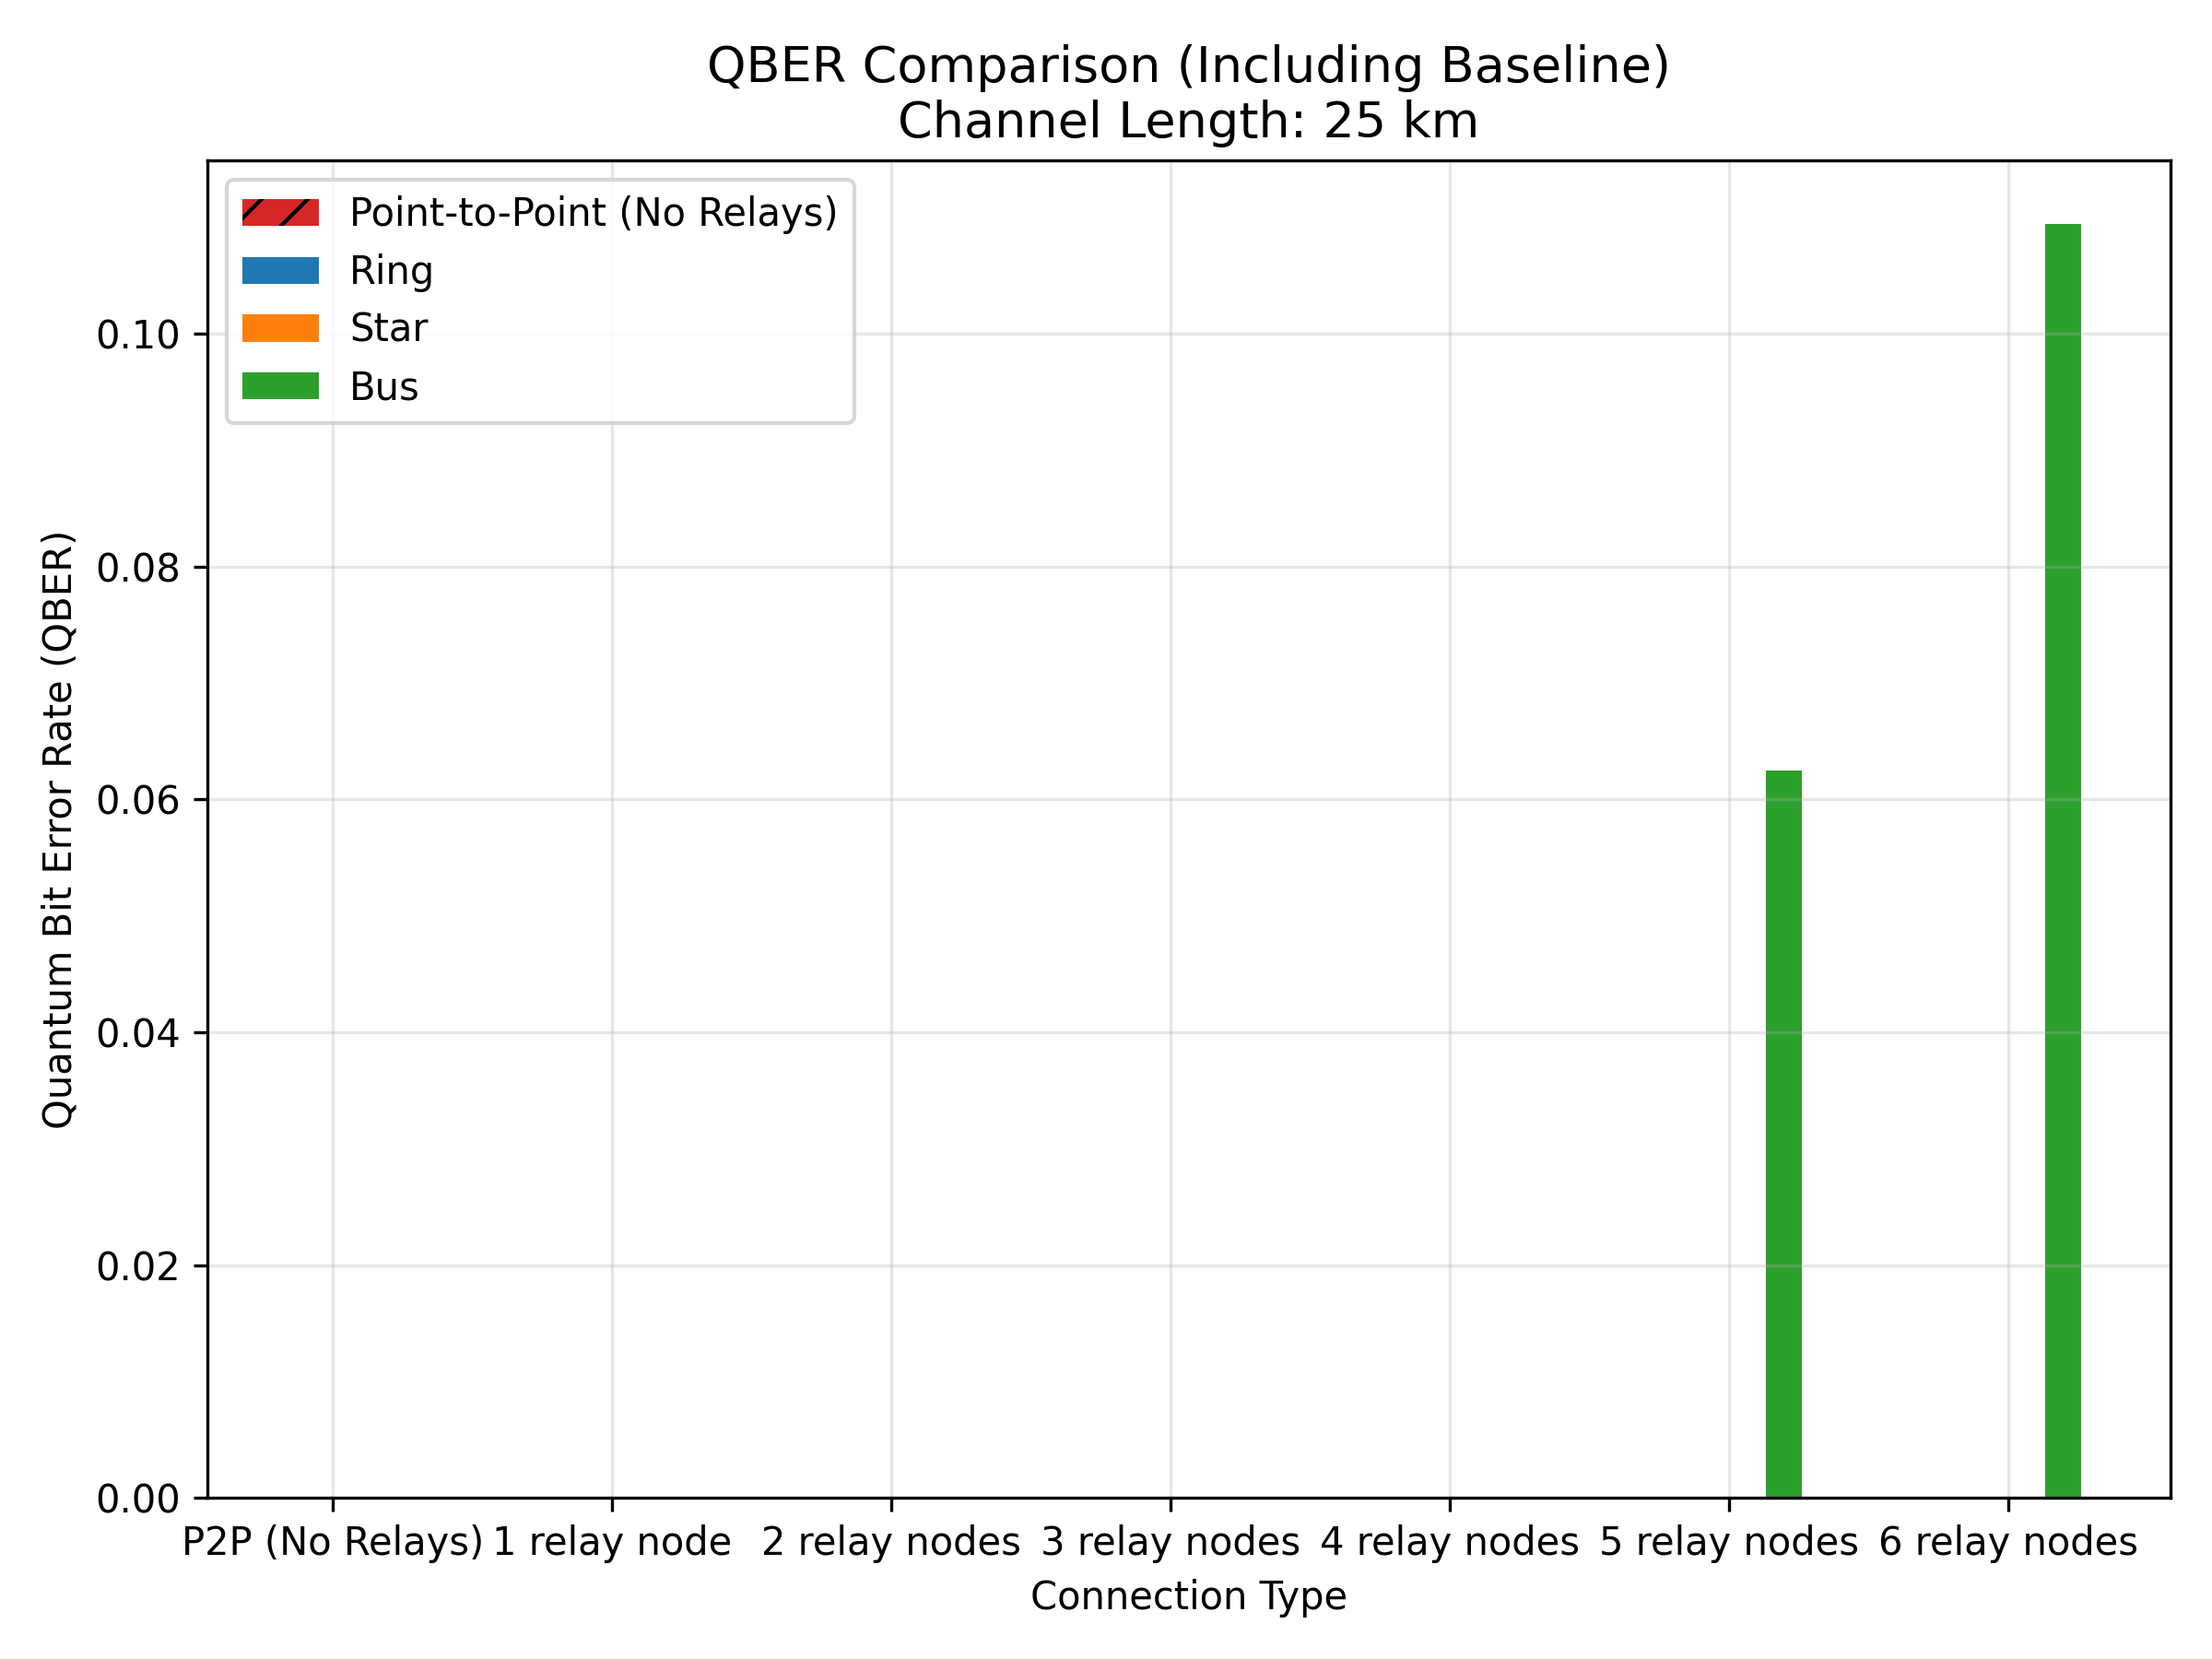 QBER Comparison (Including Baseline)
Channel Length: 25 km
Point-to-Point (No Relays)
Ring
Star
Bus
Quantum Bit Error Rate (QBER)
0.10
0.08
0.06
0.04
0.02
0.00
P2P (No Relays) 1 relay node 2 relay nodes 3 relay nodes 4 relay nodes 5 relay nodes 6 relay nodes
Connection Type